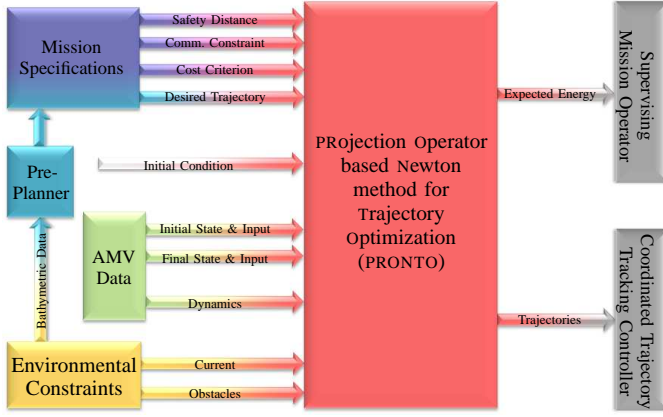 Mission
Specifications
Safety Distance
Comm. Constraint
Cost Criterion
Desired Trajectory
Pre-
Planner
Initial Condition
Bathymetric Data
AMV
Data
Initial State & Input
Final State & Input
Dynamics
Environmental
Constraints
Current
Obstacles
PRojection Operator
based Newton
method for
Trajectory
Optimization
(PRONTO)
Expected Energy
Supervising
Mission Operator
Trajectories
Coordinated Trajectory
Tracking Controller